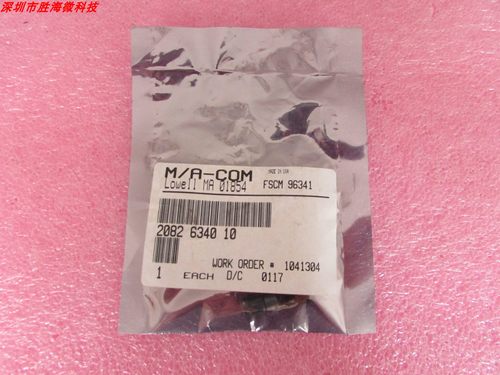 深圳市胜海微科技
M/A-COM
MADE IN USA
Lowell MA 01854 FSCM 96341
2082 6340 10
WORK ORDER # 1041304
1 EACH D/C 0117